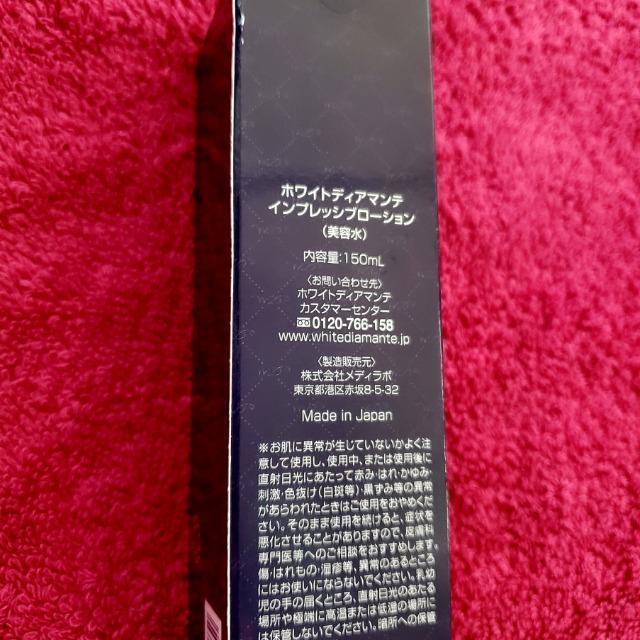 ホワイトディアマンテ
インプレッシブローション
(美容水)
内容量:150mL
〈お問い合わせ先〉
ホワイトディアマンテ
カスタマーセンター
0120-766-158
www.whitediamante.jp
〈製造販売元〉
株式会社メディラボ
東京都港区赤坂8-5-32
Made in Japan
※お肌に異常が生じていないかよく注
意して使用し、使用中、または使用後に
直射日光にあたって赤み・はれ・かゆみ・
刺激・色抜け(白斑等)・黒ずみ等の異常
があらわれたときはご使用をおやめくだ
さい。そのまま使用を続けると、症状を
悪化させることがありますので、皮膚科
専門医等へのご相談をおすすめします。
傷・はれもの・湿疹等、異常のあるところ
にはお使いにならないでください。乳幼
児の手の届くところ、直射日光のあたる
場所や極端に高温または低温の場所に
は保管しないでください。暗所への保管